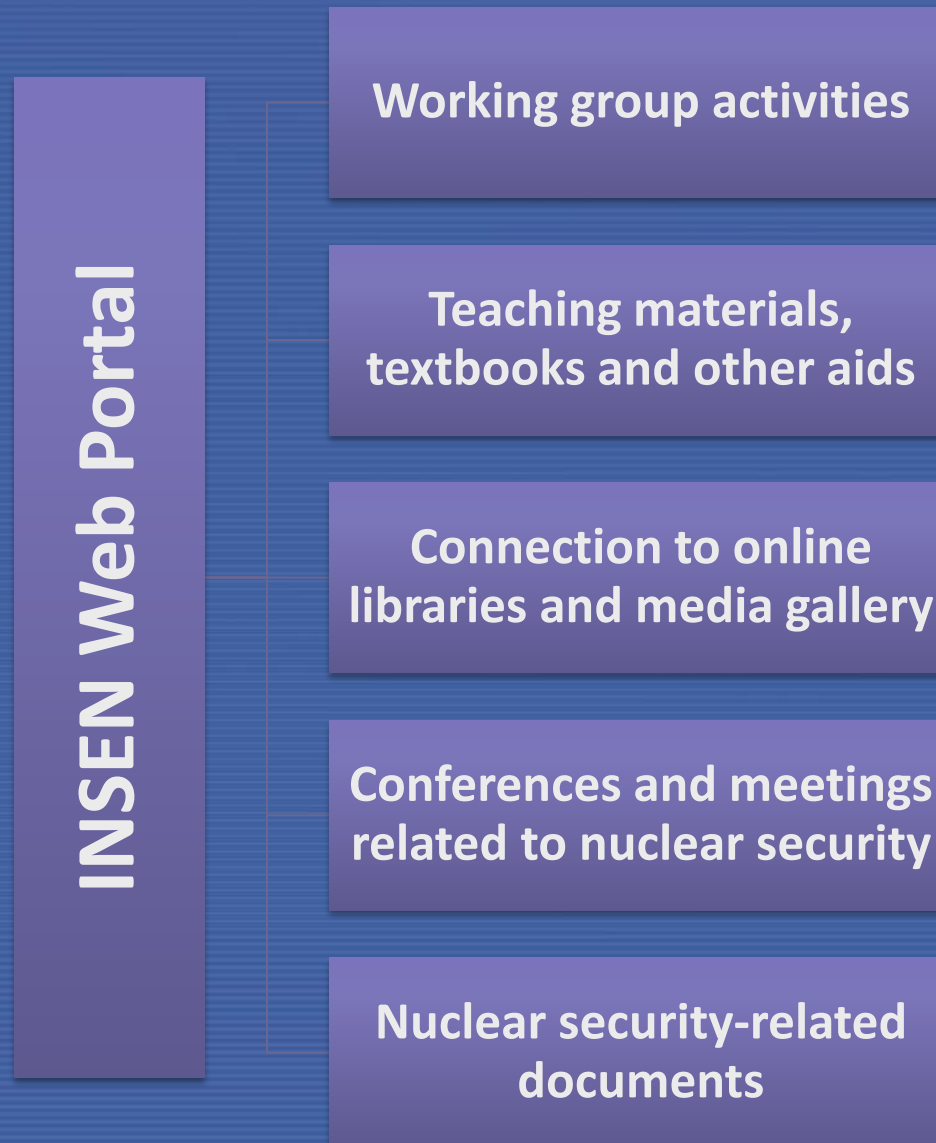 INSEN Web Portal
Working group activities
Teaching materials,
textbooks and other aids
Connection to online
libraries and media gallery
Conferences and meetings
related to nuclear security
Nuclear security-related
documents